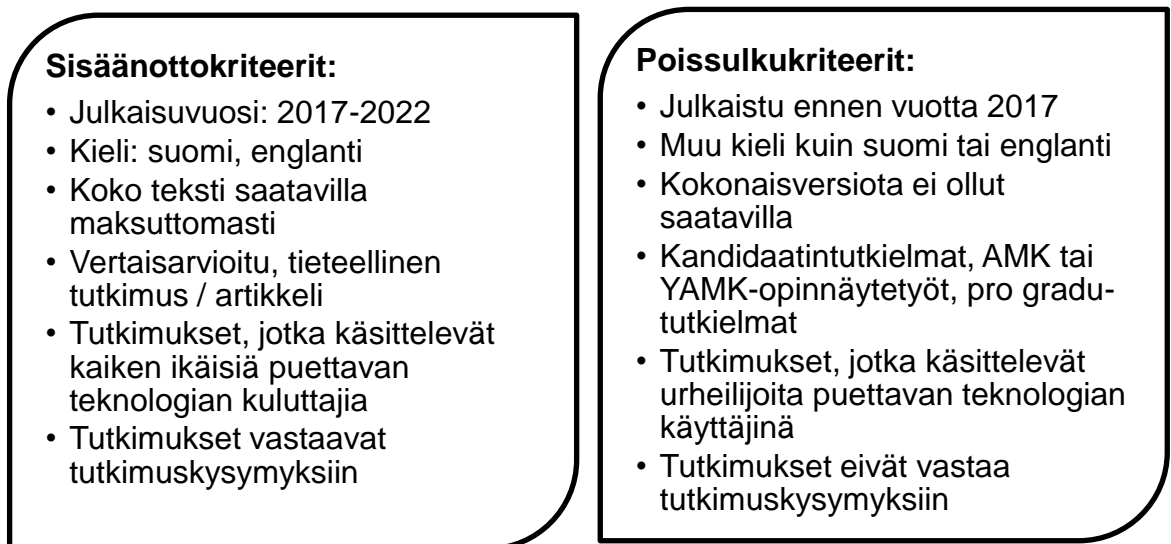 Sisäänottokriteerit:
• Julkaisuvuosi: 2017-2022
• Kieli: suomi, englanti
• Koko teksti saatavilla
maksuttomasti
• Vertaisarvioitu, tieteellinen
tutkimus / artikkeli
• Tutkimukset, jotka käsittelevät
kaiken ikäisiä puettavan
teknologian kuluttajia
• Tutkimukset vastaavat
tutkimuskysymyksiin
Poissulkukriteerit:
• Julkaistu ennen vuotta 2017
• Muu kieli kuin suomi tai englanti
• Kokonaisversiota ei ollut
saatavilla
• Kandidaatintutkielmat, AMK tai
YAMK-opinnäytetyöt, pro gradu-
tutkielmat
• Tutkimukset, jotka käsittelevät
urheilijoita puettavan teknologian
käyttäjinä
• Tutkimukset eivät vastaa
tutkimuskysymyksiin